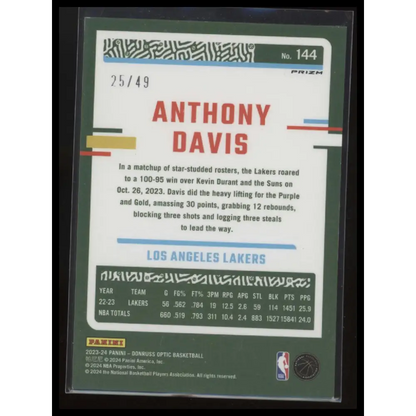 No. 144
PRIZM
25/49
ANTHONY
DAVIS
In a matchup of star-studded rosters, the Lakers roared
to a 100-95 win over Kevin Durant and the Suns on
Oct. 26, 2023. Davis did the heavy lifting for the Purple
and Gold, amassing 30 points, grabbing 12 rebounds,
blocking three shots and logging three steals
to lead the way.
LOS ANGELES LAKERS
YEAR TEAM G FG% FT% 3PM RPG APG STL BLK PTS PPG
22-23 LAKERS 56 .562 .784 19 12.5 2.6 59 114 1451 25.9
NBA TOTALS 660 .519 .793 311 10.4 2.4 883 1527 15841 24.0
PANINI
2023-24 PANINI – DONRUSS OPTIC BASKETBALL
© 2024 Panini America, Inc.
© 2024 NBA Properties, Inc.
© 2024 the National Basketball Players Association. All rights reserved.